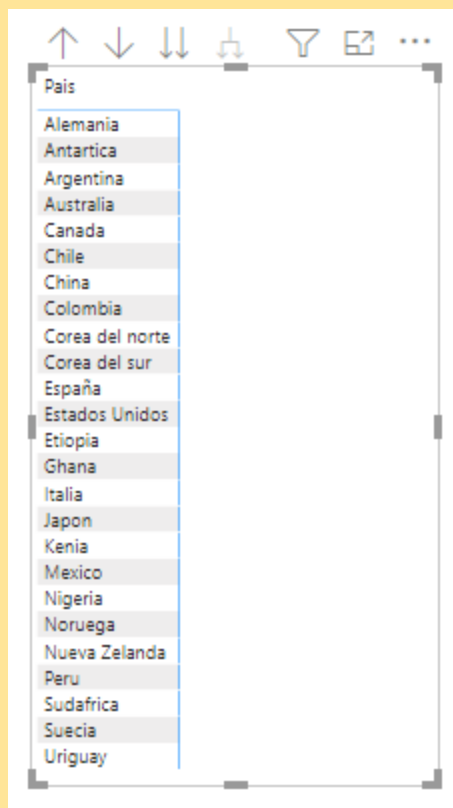 Pais
Alemania
Antartica
Argentina
Australia
Canada
Chile
China
Colombia
Corea del norte
Corea del sur
España
Estados Unidos
Etiopia
Ghana
Italia
Japon
Kenia
Mexico
Nigeria
Noruega
Nueva Zelanda
Peru
Sudafrica
Suecia
Uriguay